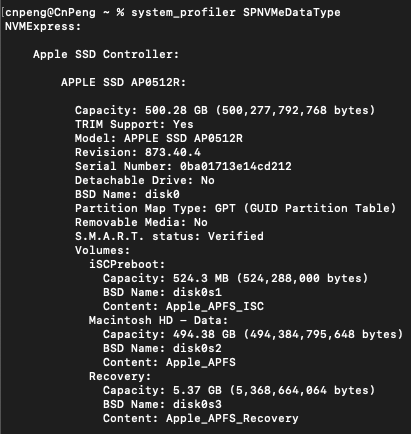 [cnpeng@CnPeng ~ % system_profiler SPNVMeDataType
NVMExpress:
Apple SSD Controller:
APPLE SSD AP0512R:
Capacity: 500.28 GB (500,277,792,768 bytes)
TRIM Support: Yes
Model: APPLE SSD AP0512R
Revision: 873.40.4
Serial Number: 0ba01713e14cd212
Detachable Drive: No
BSD Name: disk0
Partition Map Type: GPT (GUID Partition Table)
Removable Media: No
S.M.A.R.T. status: Verified
Volumes:
iSCPreboot:
Capacity: 524.3 MB (524,288,000 bytes)
BSD Name: disk0s1
Content: Apple_APFS_ISC
Macintosh HD — Data:
Capacity: 494.38 GB (494,384,795,648 bytes)
BSD Name: disk0s2
Content: Apple_APFS
Recovery:
Capacity: 5.37 GB (5,368,664,064 bytes)
BSD Name: disk0s3
Content: Apple_APFS_Recovery